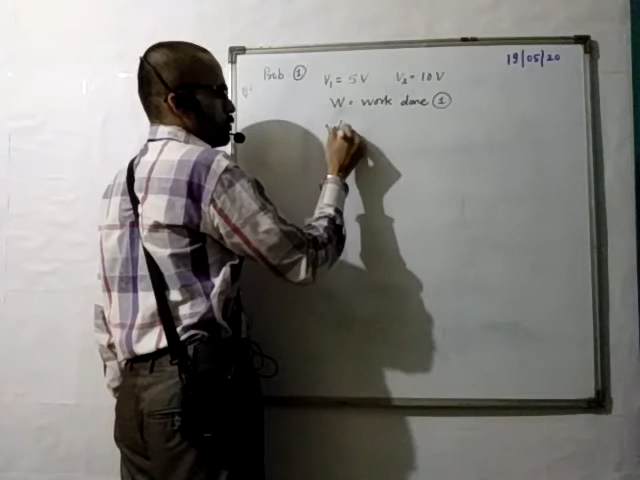 19/05/20
Prob ① V₁ = 5V V₂ = 10V
W = work done ①